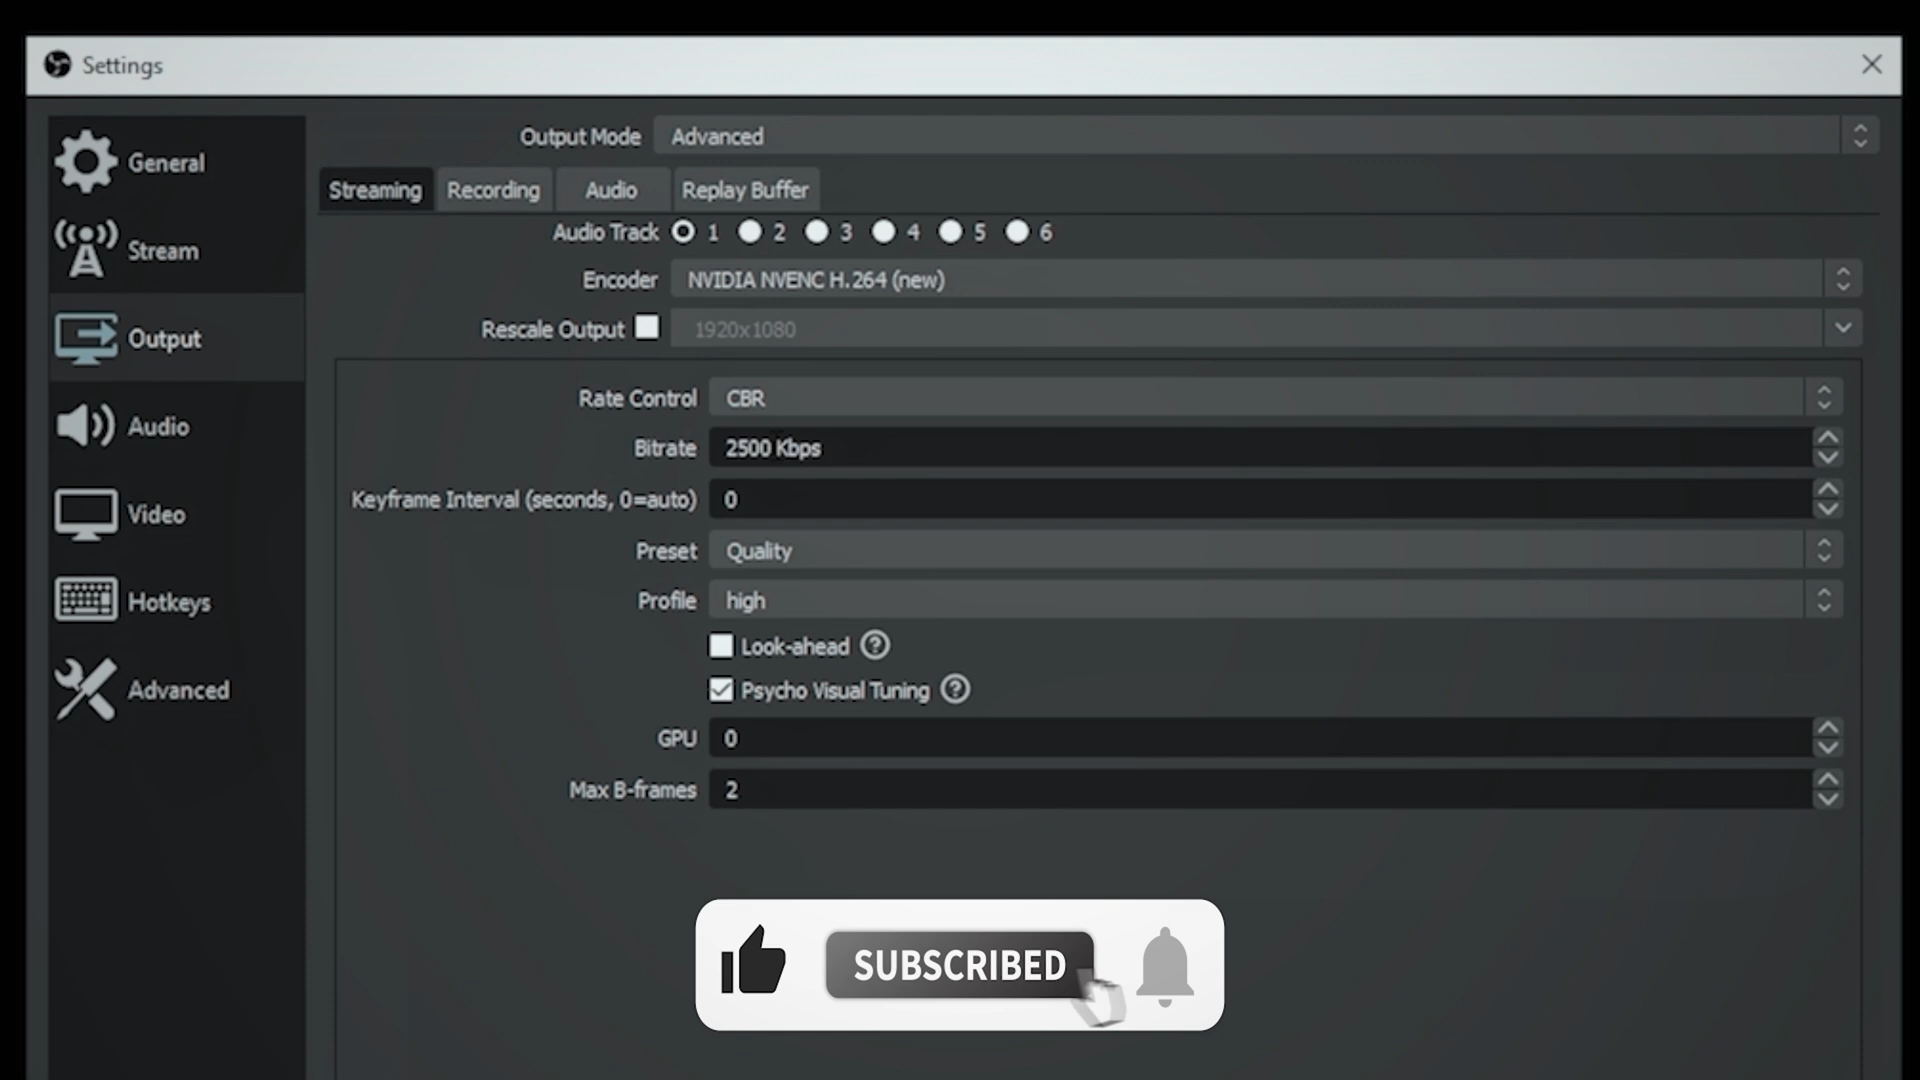 Settings
General
Stream
Output
Audio
Video
Hotkeys
Advanced
Output Mode Advanced
Streaming Recording Audio Replay Buffer
Audio Track 1 2 3 4 5 6
Encoder NVIDIA NVENC H.264 (new)
Rescale Output 1920x1080
Rate Control CBR
Bitrate 2500 Kbps
Keyframe Interval (seconds, 0=auto) 0
Preset Quality
Profile high
Look-ahead ?
Psycho Visual Tuning ?
GPU 0
Max B-frames 2
SUBSCRIBED